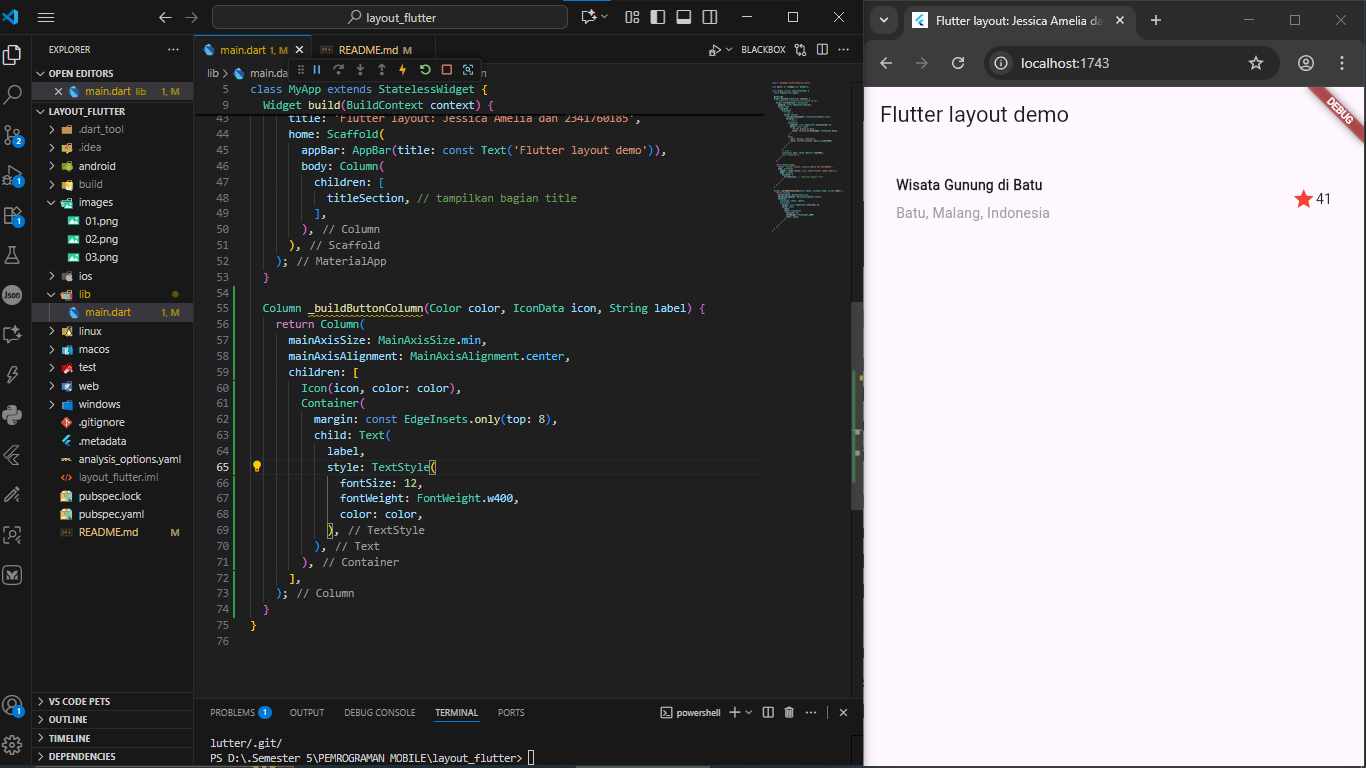 layout_flutter
EXPLORER
OPEN EDITORS
main.dart lib 1, M
LAYOUT_FLUTTER
.dart_tool
.idea
android
build
images
01.png
02.png
03.png
ios
lib
main.dart 1, M
linux
macos
test
web
windows
.gitignore
.metadata
analysis_options.yaml
layout_flutter.iml
pubspec.lock
pubspec.yaml
README.md M
VS CODE PETS
OUTLINE
TIMELINE
DEPENDENCIES
2
1
1
Json
1
main.dart 1, M
README.md M
BLACKBOX
lib > main.da
5 class MyApp extends StatelessWidget {
9 Widget build(BuildContext context) {
43 title: 'Flutter layout: Jessica Amelia dan 2341760185',
44 home: Scaffold(
45 appBar: AppBar(title: const Text('Flutter layout demo')),
46 body: Column(
47 children: [
48 titleSection, // tampilkan bagian title
49 ],
50 ), // Column
51 ), // Scaffold
52 ); // MaterialApp
53 }
54
55 Column _buildButtonColumn(Color color, IconData icon, String label) {
56 return Column(
57 mainAxisSize: MainAxisSize.min,
58 mainAxisAlignment: MainAxisAlignment.center,
59 children: [
60 Icon(icon, color: color),
61 Container(
62 margin: const EdgeInsets.only(top: 8),
63 child: Text(
64 label,
65 style: TextStyle(
66 fontSize: 12,
67 fontWeight: FontWeight.w400,
68 color: color,
69 ), // TextStyle
70 ), // Text
71 ), // Container
72 ],
73 ); // Column
74 }
75 }
76
PROBLEMS 1 OUTPUT DEBUG CONSOLE TERMINAL PORTS
powershell
lutter/.git/
PS D:\.Semester 5\PEMROGRAMAN MOBILE\layout_flutter>
Flutter layout: Jessica Amelia da
localhost:1743
DEBUG
Flutter layout demo
Wisata Gunung di Batu
Batu, Malang, Indonesia
41